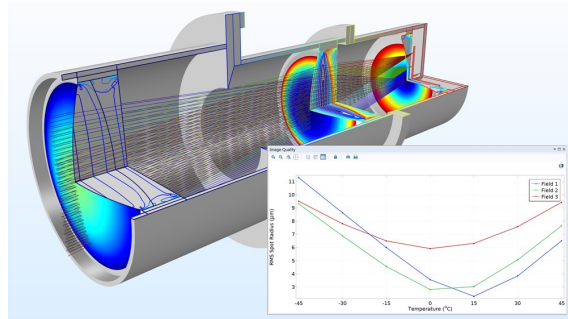 Image Quality
Field 1
Field 2
Field 3
RMS Spot Radius (μm)
11
10
9
8
7
6
5
4
3
-45
-30
-15
0
15
30
45
Temperature (°C)